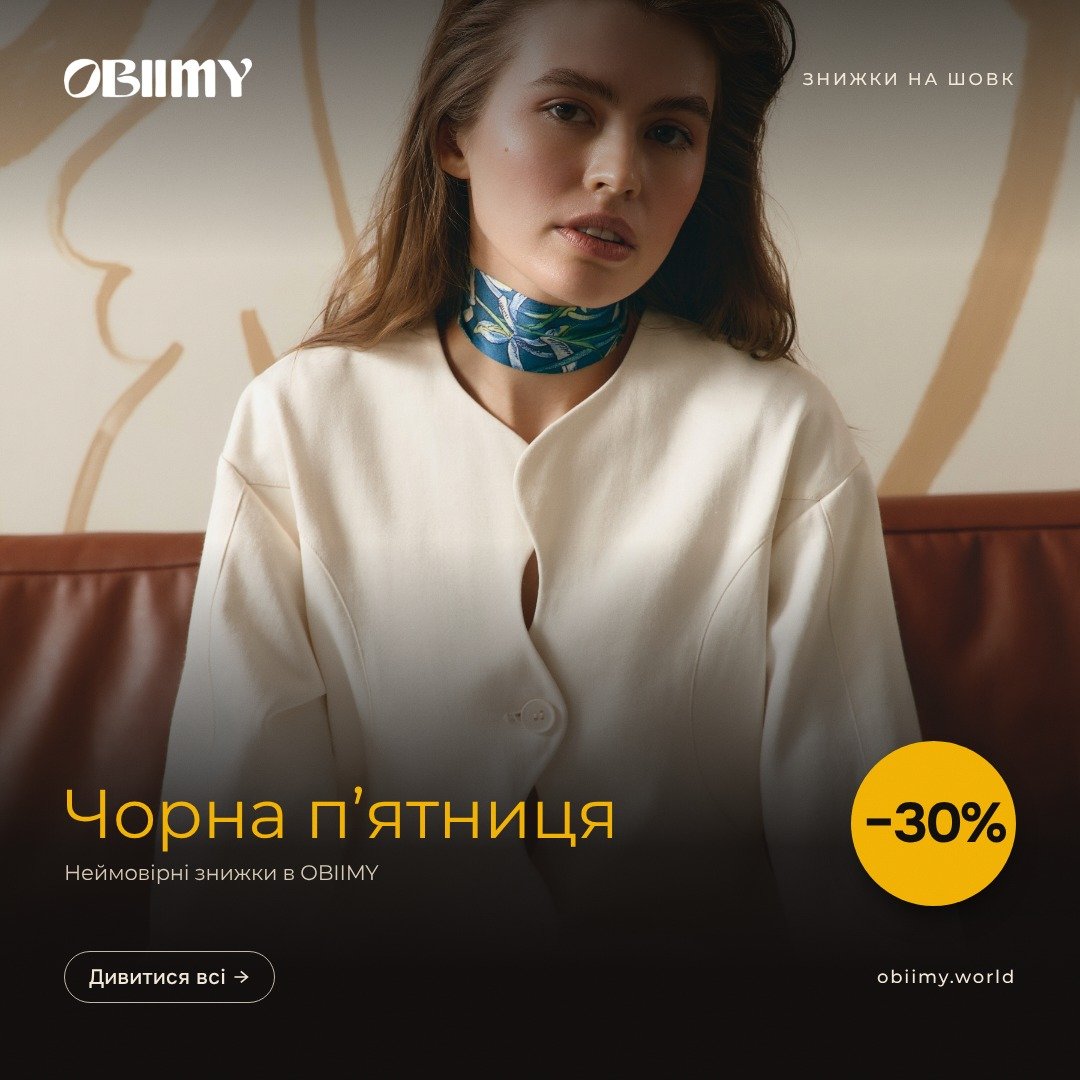 OBIIMY
ЗНИЖКИ НА ШОВК
Чорна п’ятниця
Неймовірні знижки в OBIIMY
-30%
Дивитися всі →
obiimy.world